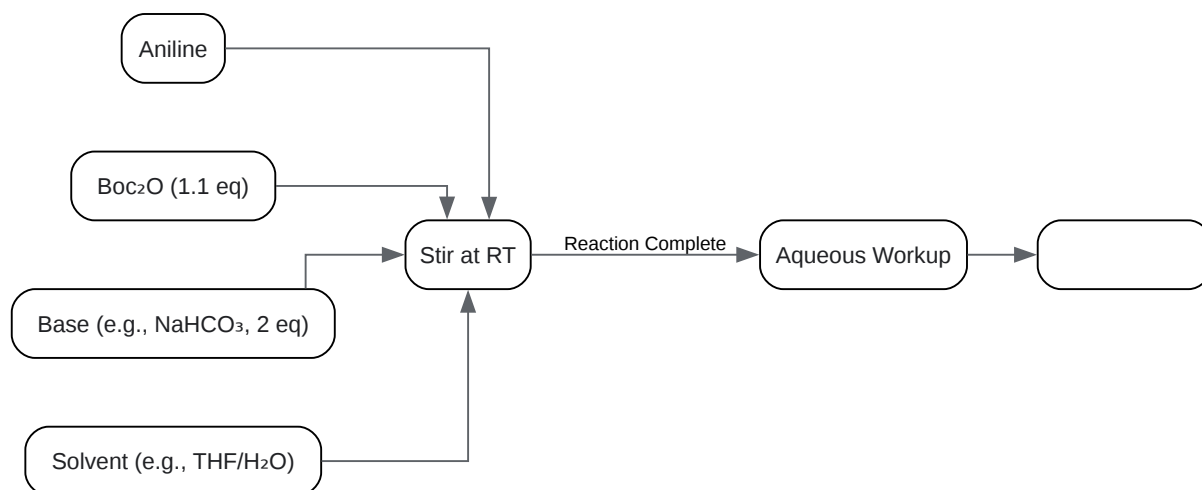 Aniline
Boc₂O (1.1 eq)
Stir at RT
Reaction Complete
Aqueous Workup
Base (e.g., NaHCO₃, 2 eq)
Solvent (e.g., THF/H₂O)